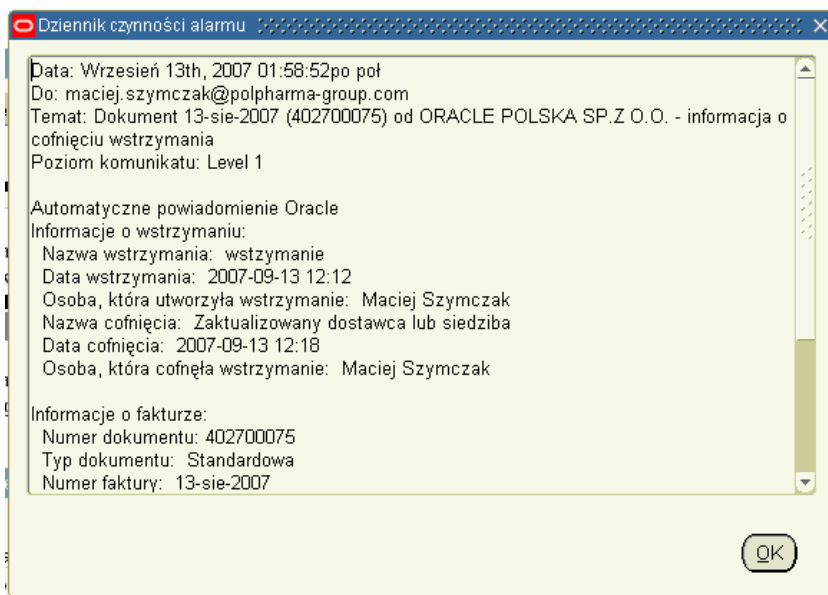 Dziennik czynności alarmu
Data: Wrzesień 13th, 2007 01:58:52po poł
Do: maciej.szymczak@polpharma-group.com
Temat: Dokument 13-sie-2007 (402700075) od ORACLE POLSKA SP.Z O.O. - informacja o
cofnięciu wstrzymania
Poziom komunikatu: Level 1
Automatyczne powiadomienie Oracle
Informacje o wstrzymaniu:
Nazwa wstrzymania: wstzymanie
Data wstrzymania: 2007-09-13 12:12
Osoba, która utworzyła wstrzymanie: Maciej Szymczak
Nazwa cofnięcia: Zaktualizowany dostawca lub siedziba
Data cofnięcia: 2007-09-13 12:18
Osoba, która cofnęła wstrzymanie: Maciej Szymczak
Informacje o fakturze:
Numer dokumentu: 402700075
Typ dokumentu: Standardowa
Numer faktury: 13-sie-2007
OK